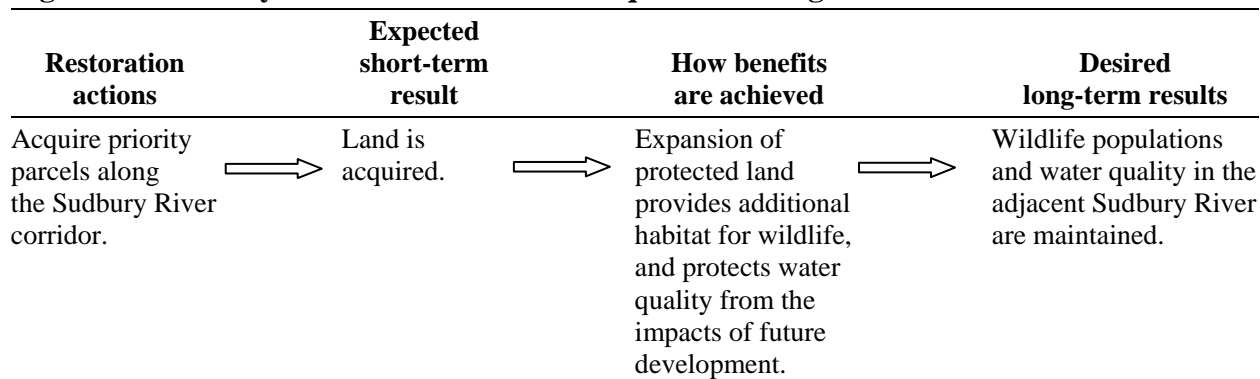 Restoration
actions
Expected
short-term
result
How benefits
are achieved
Desired
long-term results
Acquire priority
parcels along
the Sudbury River
corridor.
Land is
acquired.
Expansion of
protected land
provides additional
habitat for wildlife,
and protects water
quality from the
impacts of future
development.
Wildlife populations
and water quality in the
adjacent Sudbury River
are maintained.